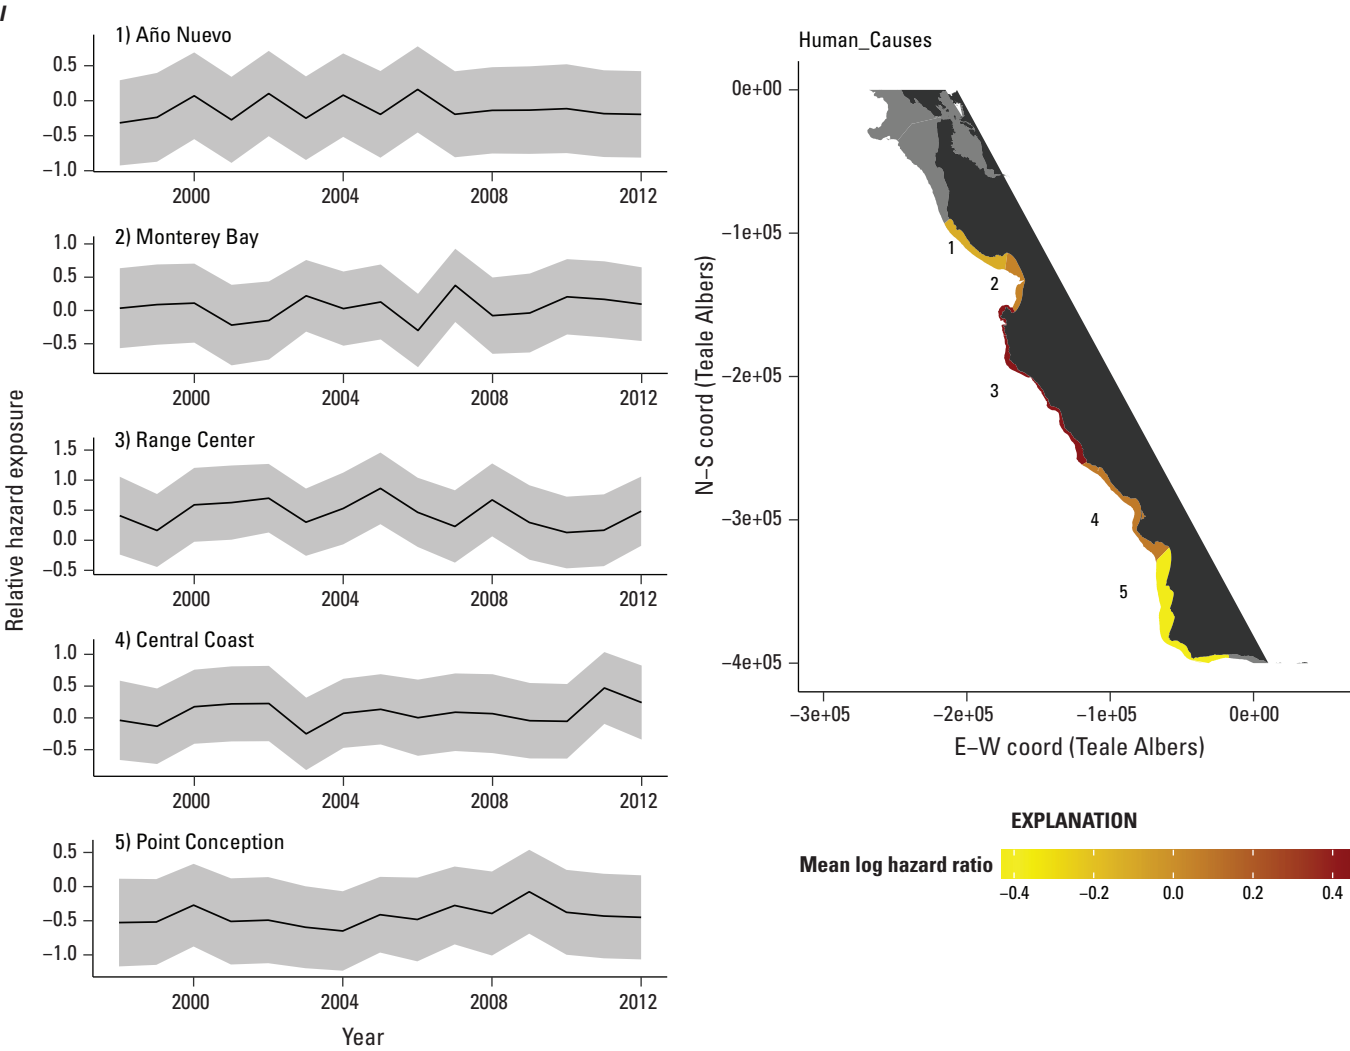 I
1) Año Nuevo
0.5
0.0
−0.5
−1.0
2000 2004 2008 2012
2) Monterey Bay
1.0
0.5
0.0
−0.5
2000 2004 2008 2012
3) Range Center
1.5
1.0
0.5
0.0
−0.5
2000 2004 2008 2012
4) Central Coast
1.0
0.5
0.0
−0.5
2000 2004 2008 2012
5) Point Conception
0.5
0.0
−0.5
−1.0
2000 2004 2008 2012
Year
Relative hazard exposure
Human_Causes
0e+00
−1e+05
−2e+05
−3e+05
−4e+05
N−S coord (Teale Albers)
1
2
3
4
5
−3e+05 −2e+05 −1e+05 0e+00
E−W coord (Teale Albers)
EXPLANATION
Mean log hazard ratio
−0.4 −0.2 0.0 0.2 0.4